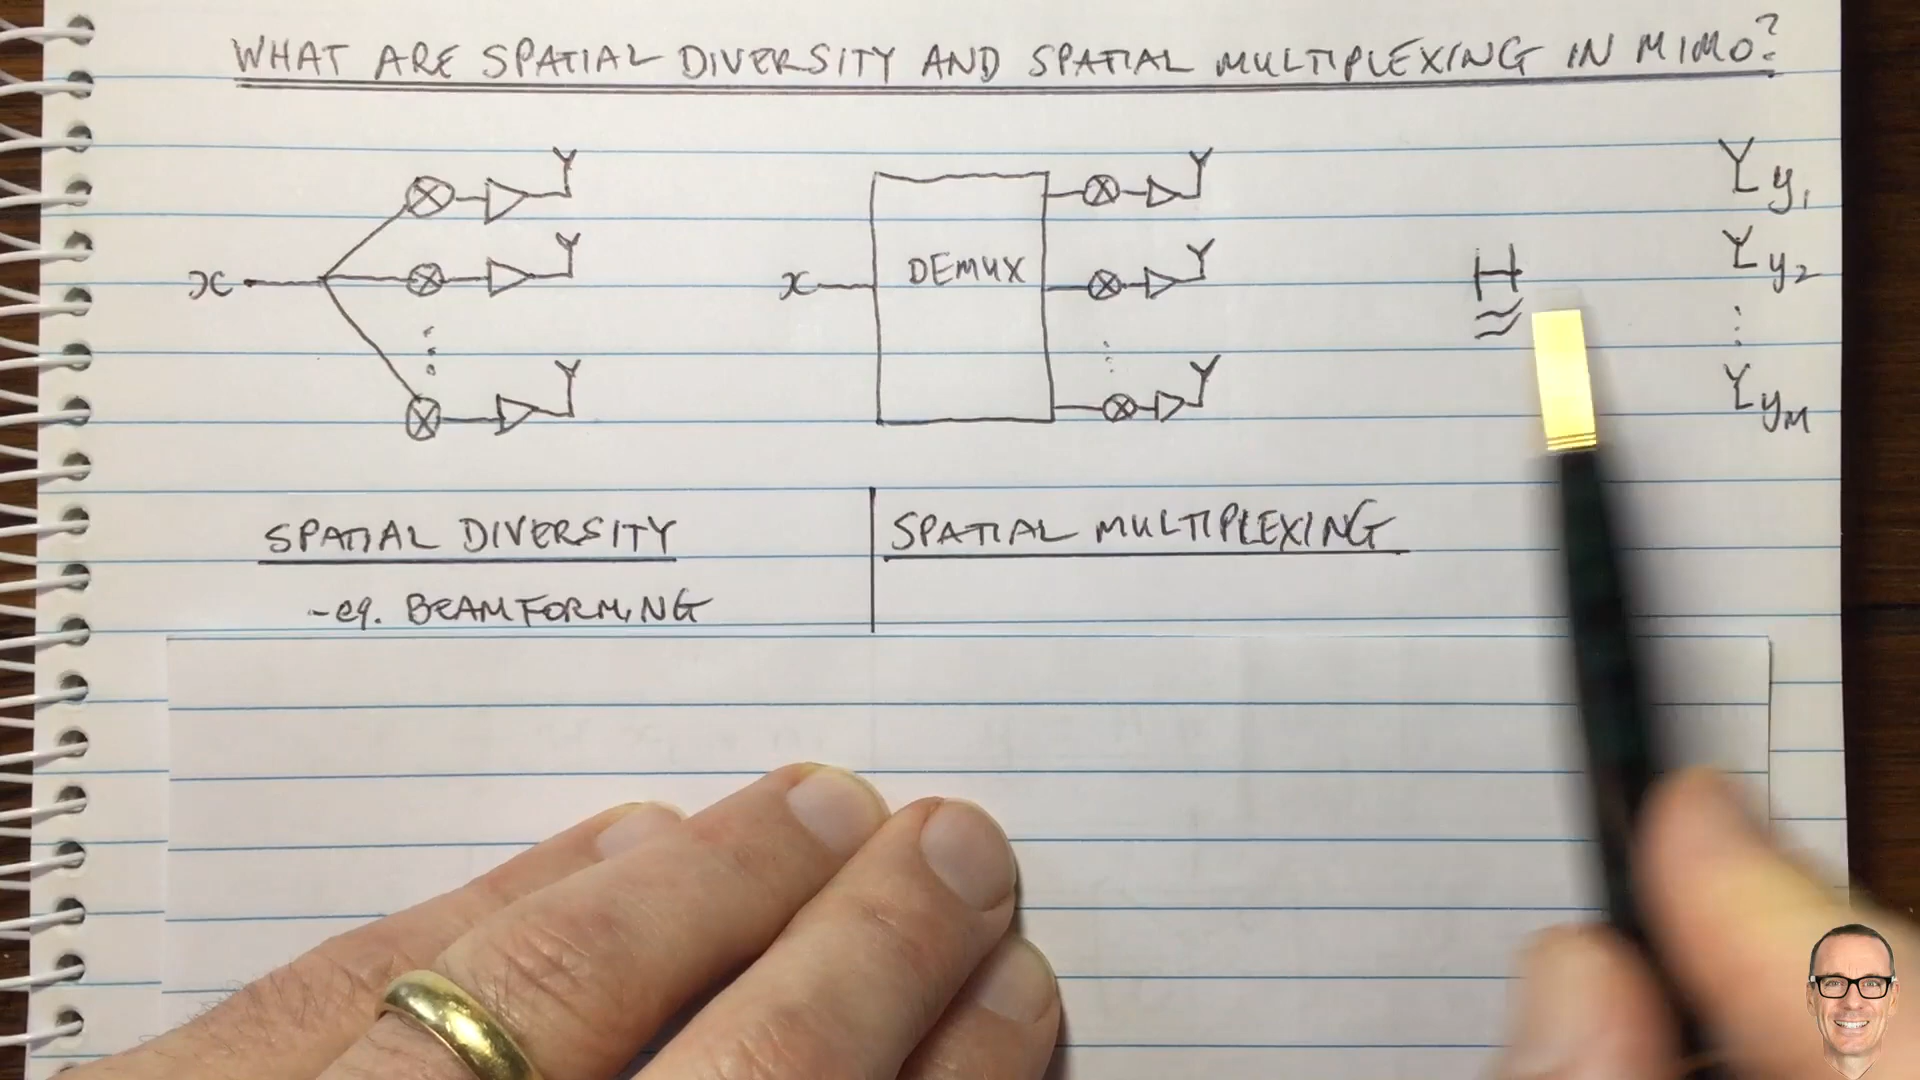 WHAT ARE SPATIAL DIVERSITY AND SPATIAL MULTIPLEXING IN MIMO?
x
x
DEMUX
H
y1
y2
yM
SPATIAL DIVERSITY
SPATIAL MULTIPLEXING
- eg. BEAMFORMING